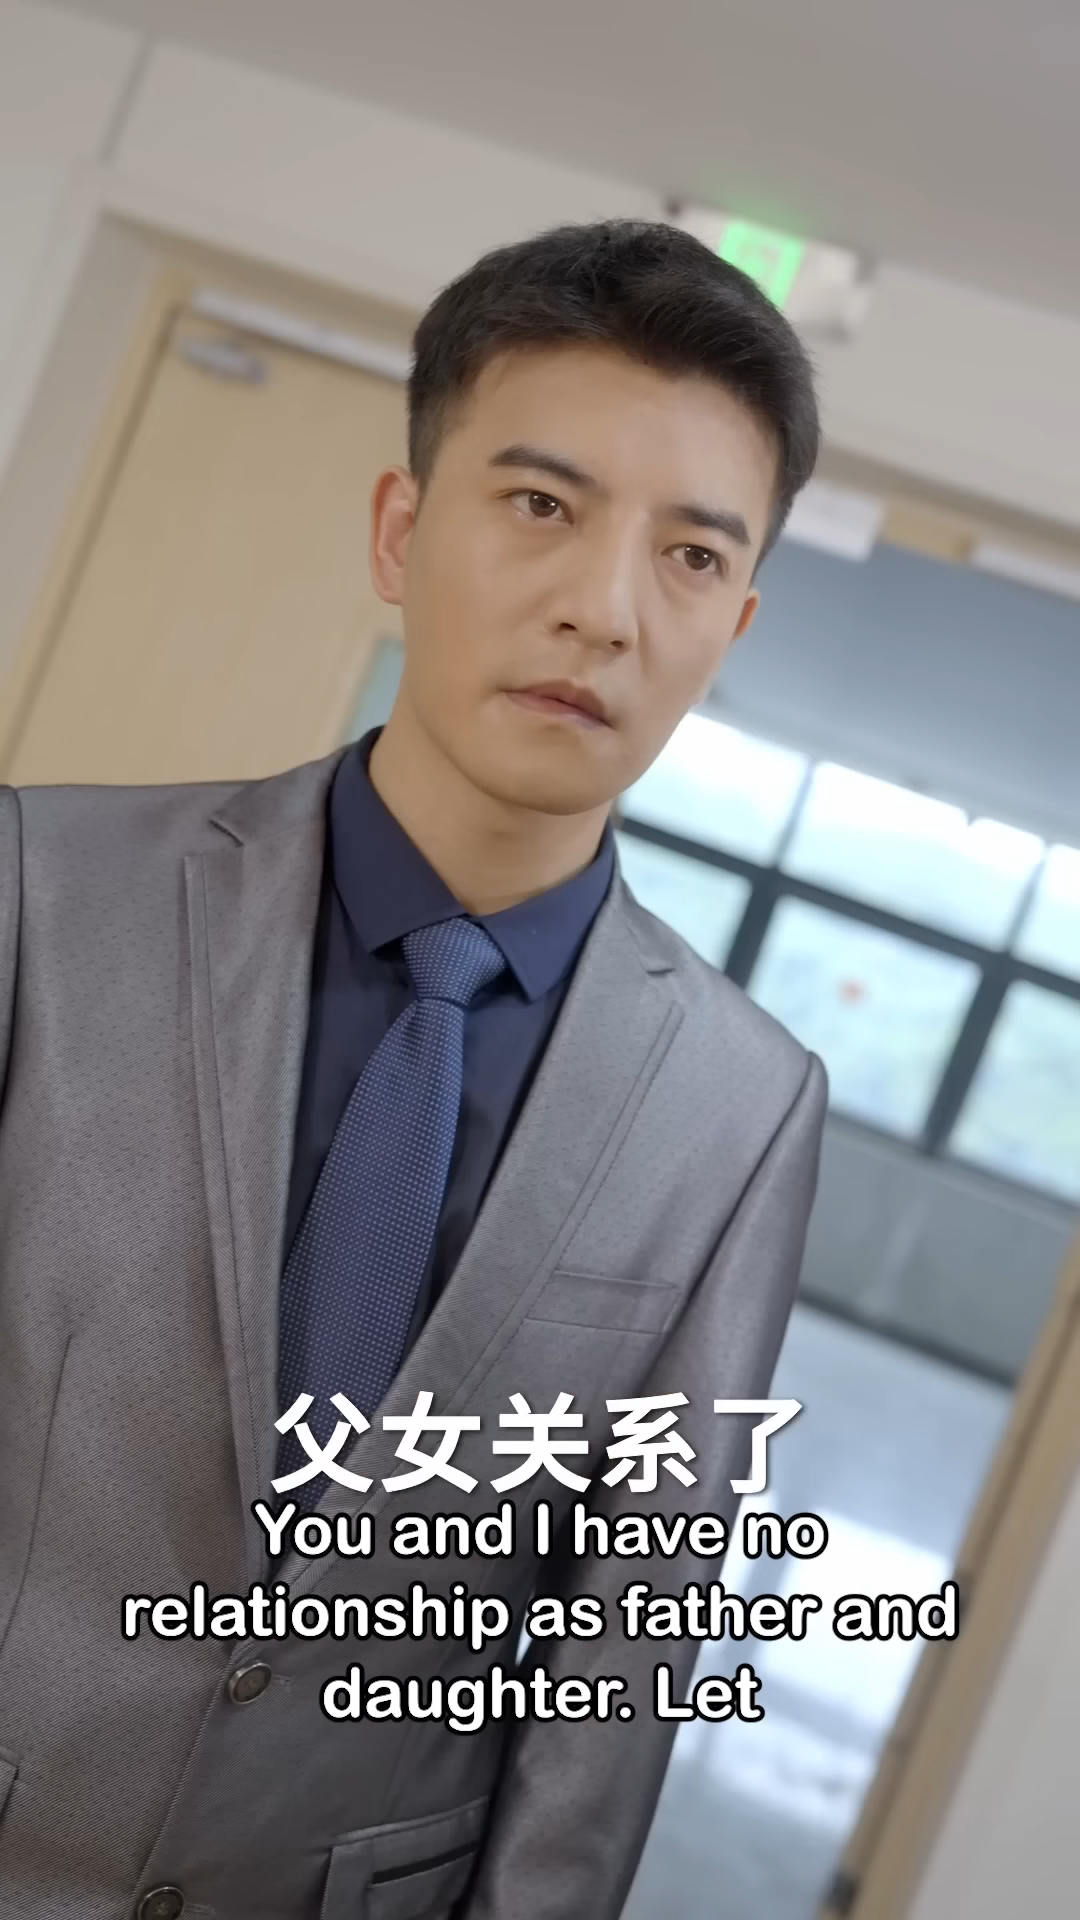 父女关系了
You and I have no
relationship as father and
daughter. Let